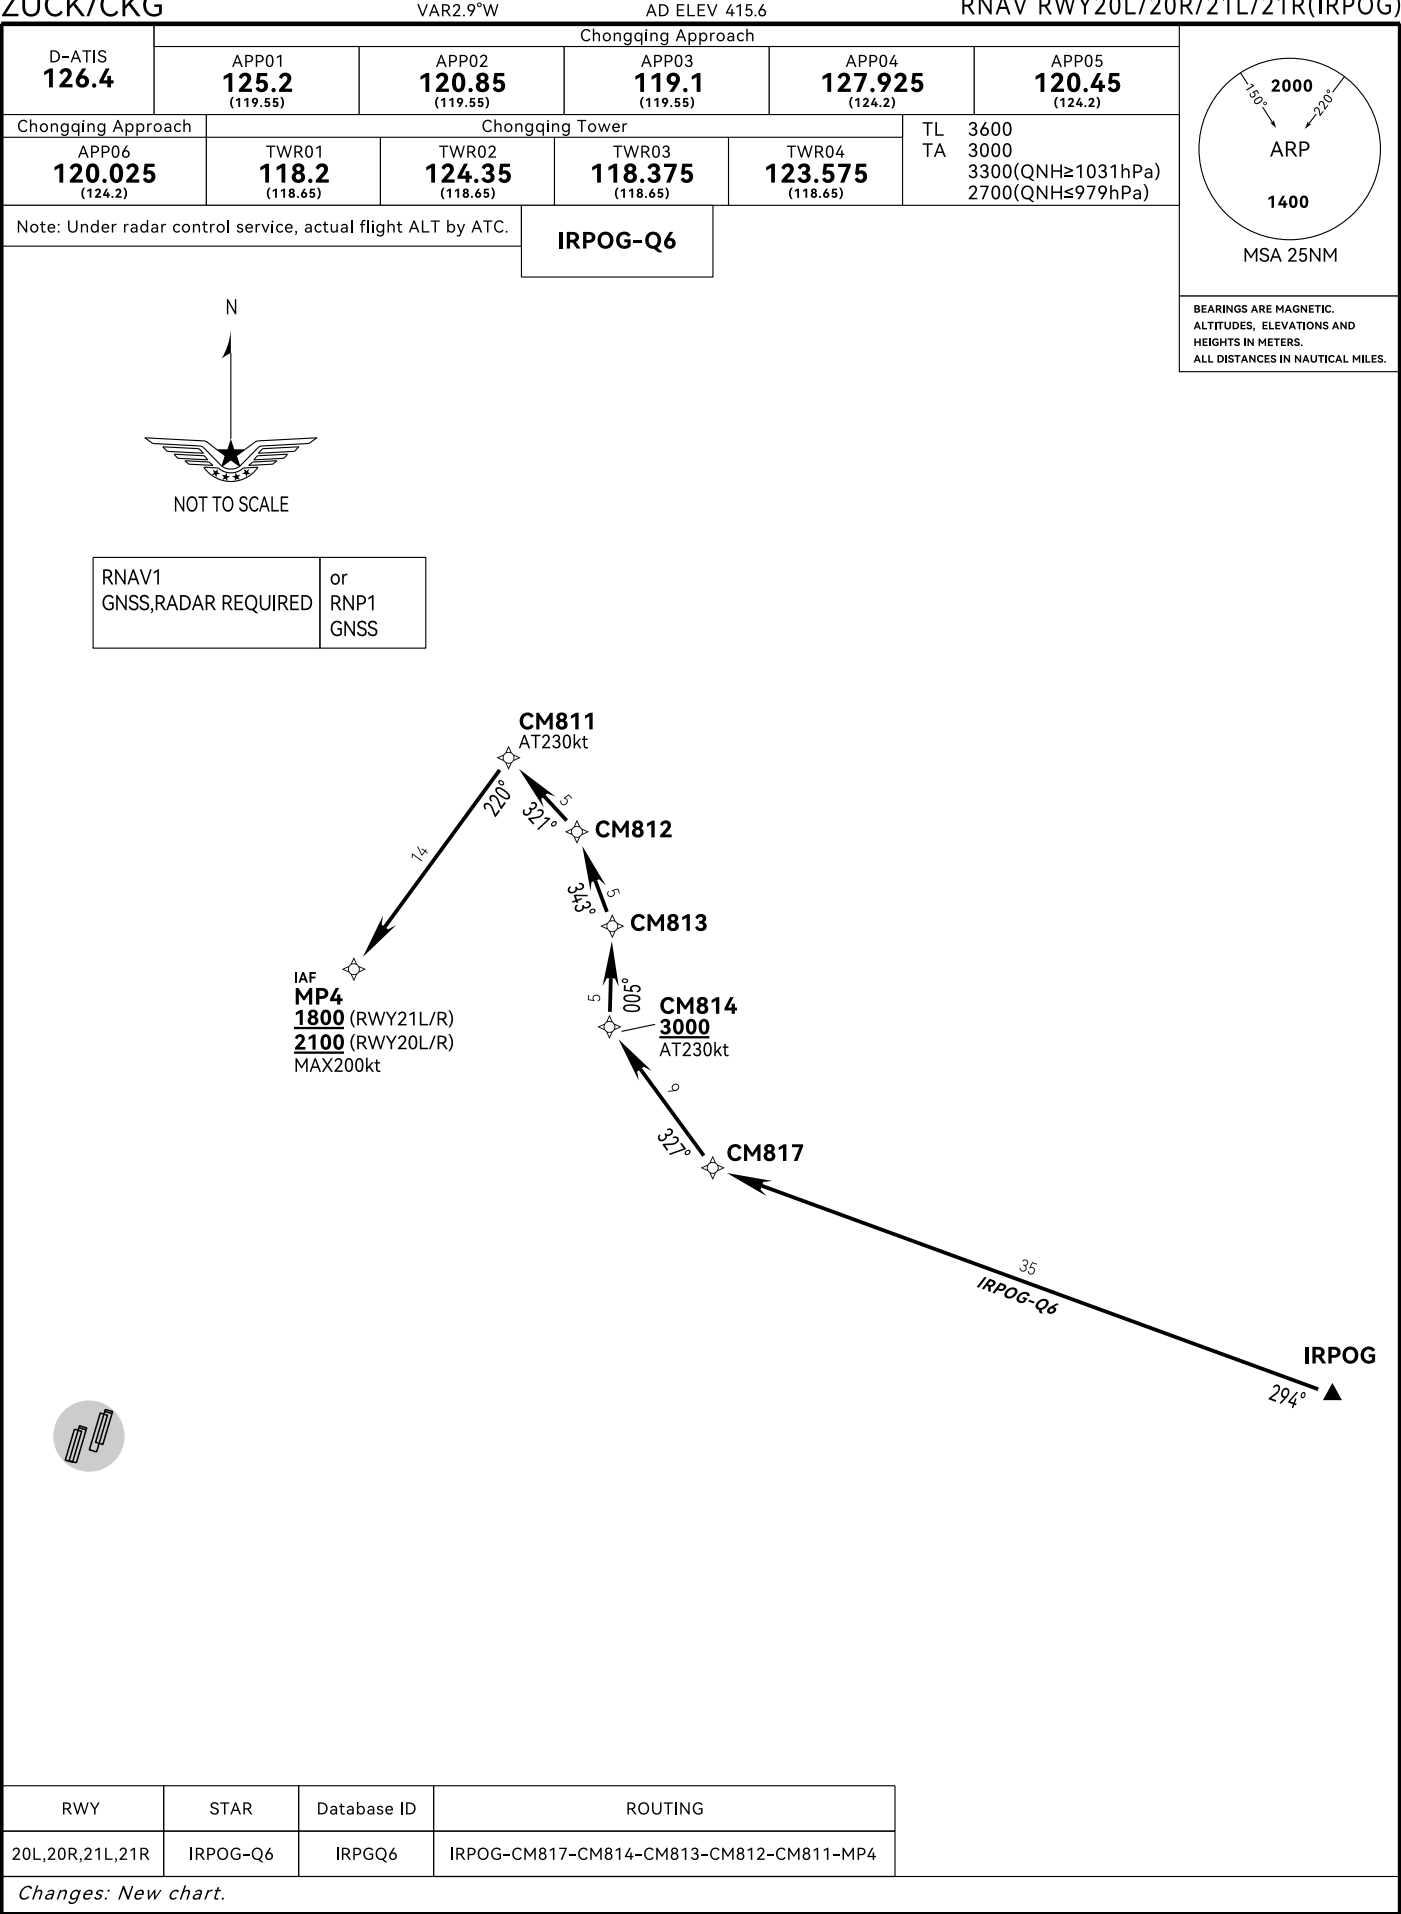 ZUCK/CKG VAR2.9°W AD ELEV 415.6 RNAV RWY20L/20R/21L/21R(IRPOG)
D-ATIS
126.4
Chongqing Approach
APP01
125.2
(119.55)
APP02
120.85
(119.55)
APP03
119.1
(119.55)
APP04
127.925
(124.2)
APP05
120.45
(124.2)
Chongqing Approach
APP06
120.025
(124.2)
Chongqing Tower
TWR01
118.2
(118.65)
TWR02
124.35
(118.65)
TWR03
118.375
(118.65)
TWR04
123.575
(118.65)
TL 3600
TA 3000
3300(QNH≥1031hPa)
2700(QNH≤979hPa)
150°
2000
220°
ARP
1400
MSA 25NM
Note: Under radar control service, actual flight ALT by ATC.
IRPOG-Q6
BEARINGS ARE MAGNETIC.
ALTITUDES, ELEVATIONS AND
HEIGHTS IN METERS.
ALL DISTANCES IN NAUTICAL MILES.
N
NOT TO SCALE
RNAV1
GNSS,RADAR REQUIRED
or
RNP1
GNSS
CM811
AT230kt
220°
14
5
321°
CM812
5
343°
CM813
5
005°
CM814
3000
AT230kt
IAF
MP4
1800 (RWY21L/R)
2100 (RWY20L/R)
MAX200kt
9
327°
CM817
35
IRPOG-Q6
IRPOG
294°
RWY STAR Database ID ROUTING
20L,20R,21L,21R IRPOG-Q6 IRPGQ6 IRPOG-CM817-CM814-CM813-CM812-CM811-MP4
Changes: New chart.